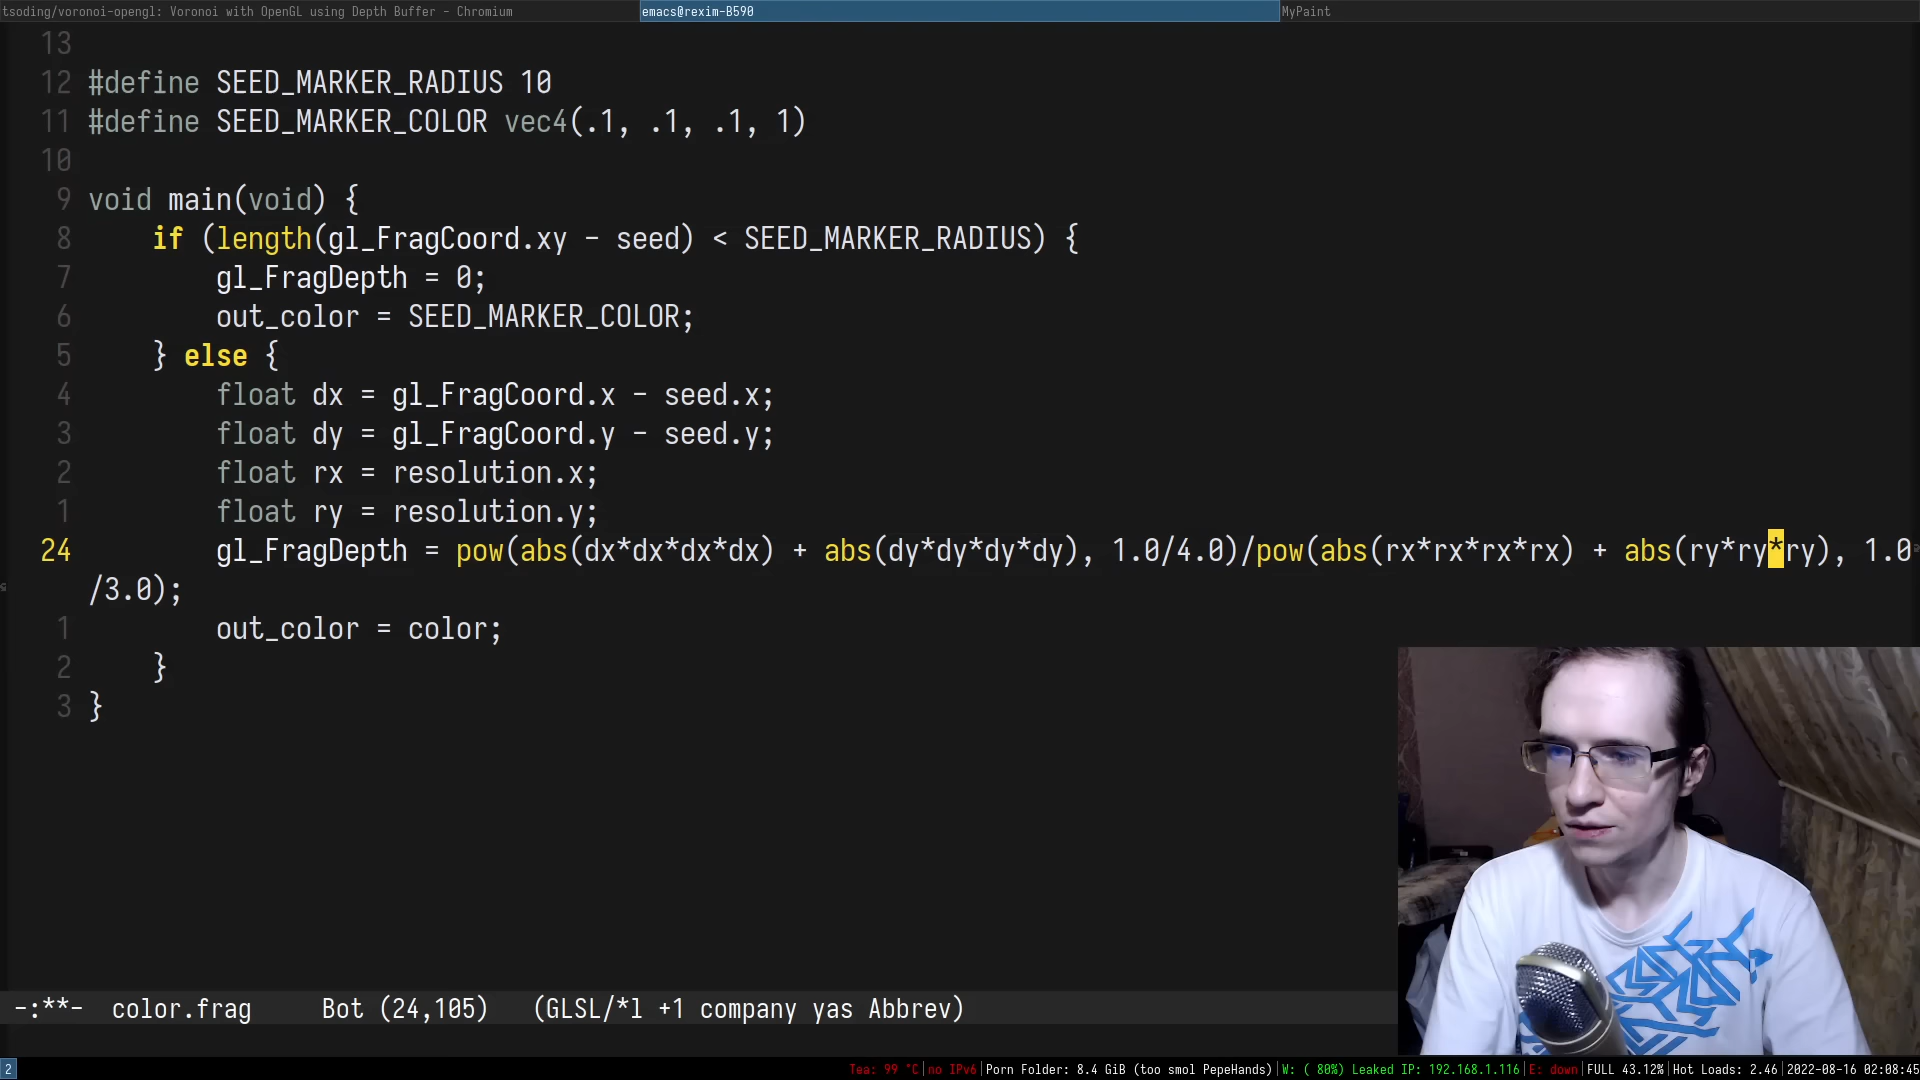 tsoding/voronoi-opengl: Voronoi with OpenGL using Depth Buffer - Chromium
emacs@rexim-B590
MyPaint
13
12 #define SEED_MARKER_RADIUS 10
11 #define SEED_MARKER_COLOR vec4(.1, .1, .1, 1)
10
9 void main(void) {
8 if (length(gl_FragCoord.xy - seed) < SEED_MARKER_RADIUS) {
7 gl_FragDepth = 0;
6 out_color = SEED_MARKER_COLOR;
5 } else {
4 float dx = gl_FragCoord.x - seed.x;
3 float dy = gl_FragCoord.y - seed.y;
2 float rx = resolution.x;
1 float ry = resolution.y;
24 gl_FragDepth = pow(abs(dx*dx*dx*dx) + abs(dy*dy*dy*dy), 1.0/4.0)/pow(abs(rx*rx*rx*rx) + abs(ry*ry*ry), 1.0
/3.0);
1 out_color = color;
2 }
3 }
-:**- color.frag Bot (24,105) (GLSL/*l +1 company yas Abbrev)
2
Tea: 99 °C|no IPv6|Porn Folder: 8.4 GiB (too smol PepeHands)|W: ( 80%) Leaked IP: 192.168.1.116|E: down|FULL 43.12%|Hot Loads: 2.46|2022-08-16 02:08:45